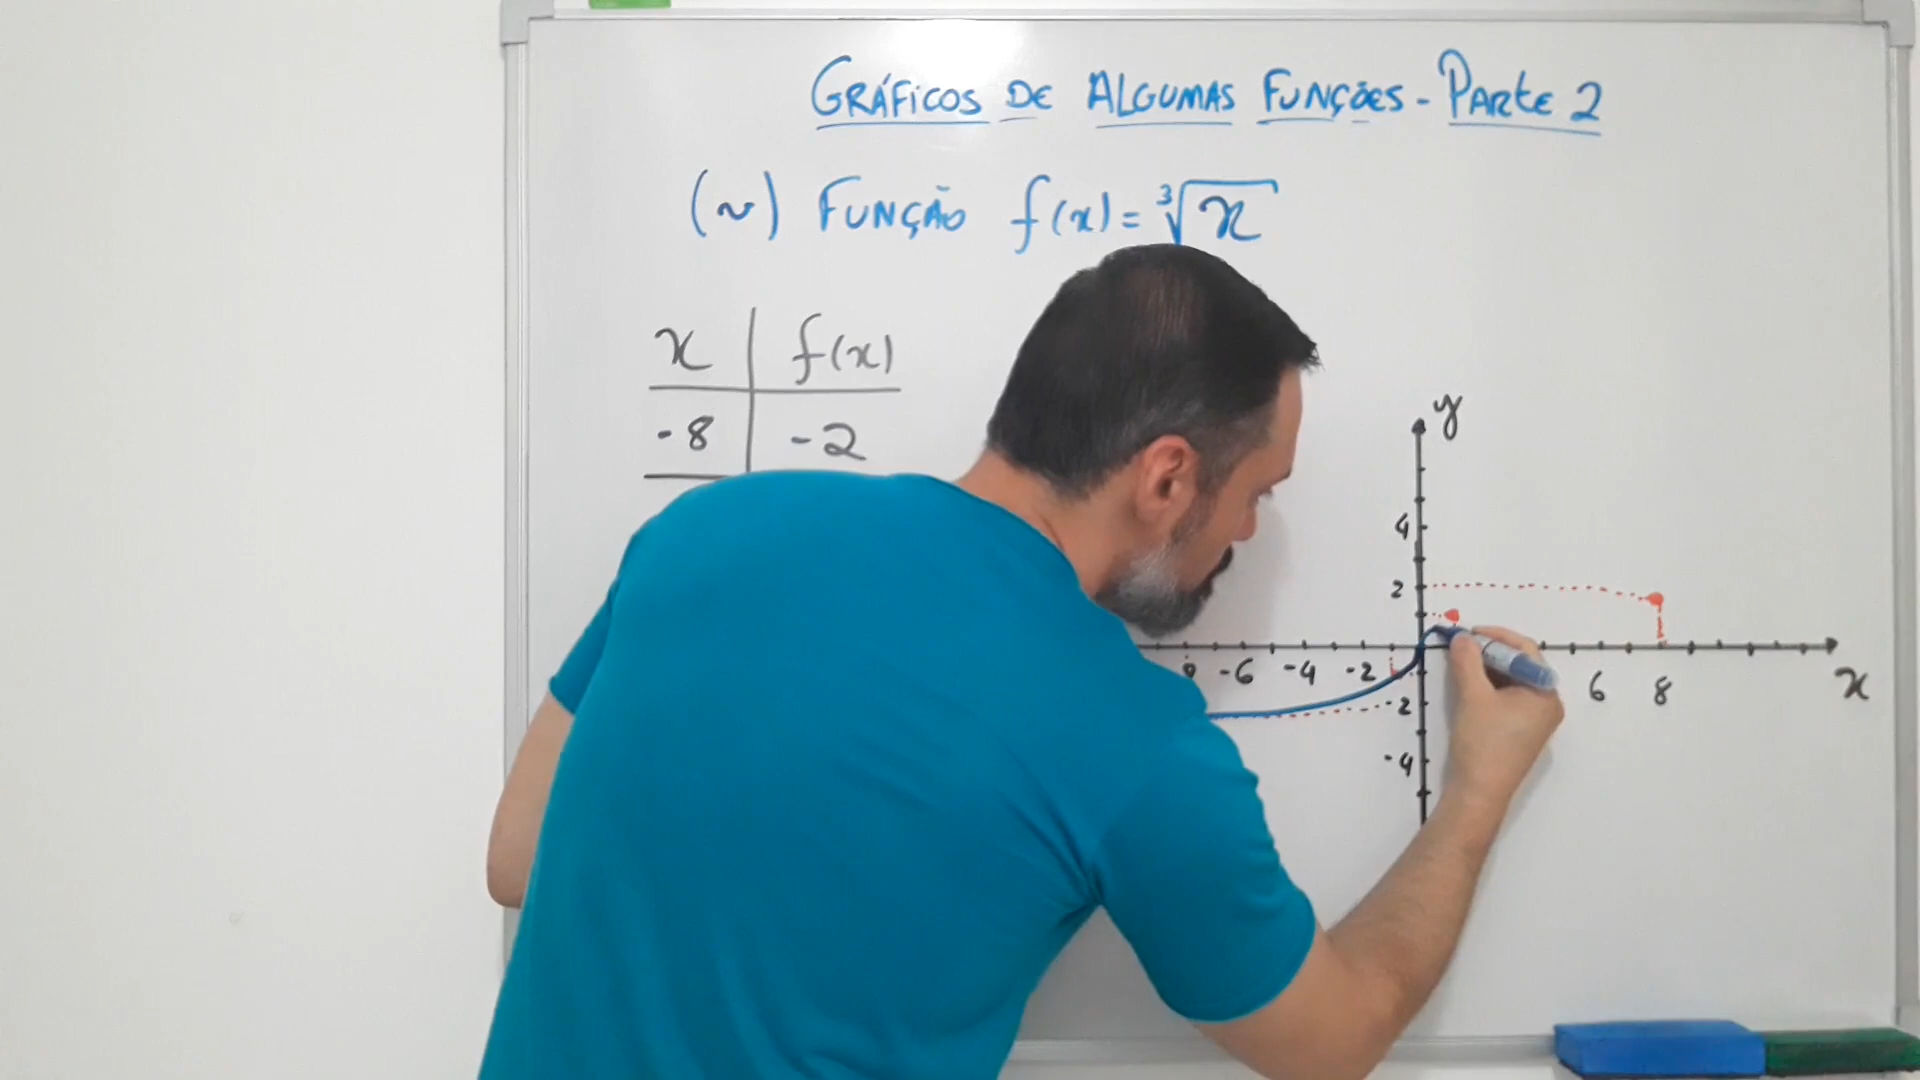 GRÁFICOS DE ALGUMAS FUNÇÕES - PARTE 2
(v) FUNÇÃO f(x) = ∛x
x f(x)
-8 -2
y
4
2
-6 -4 -2 6 8 x
-2
-4